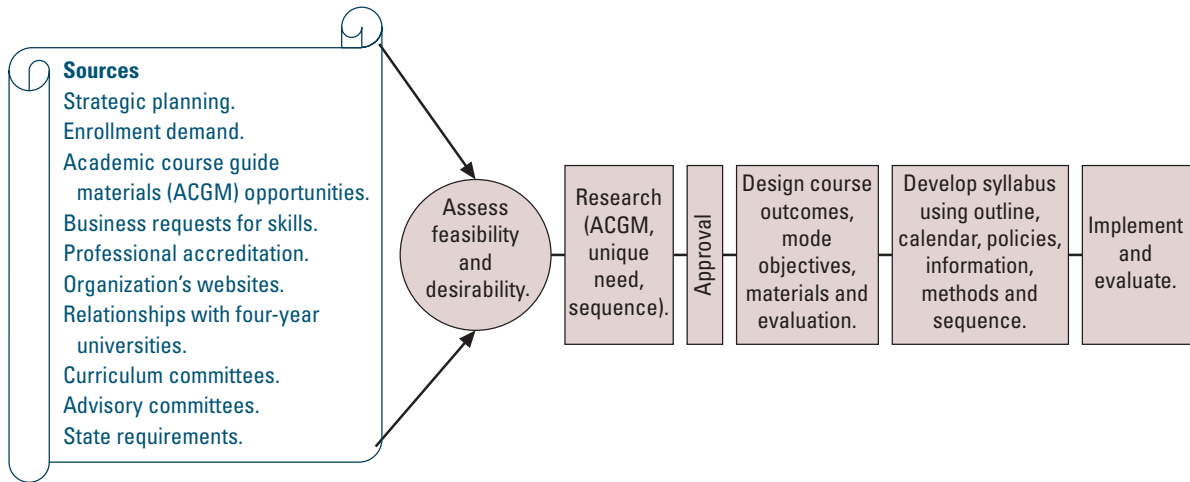 Sources
Strategic planning.
Enrollment demand.
Academic course guide
materials (ACGM) opportunities.
Business requests for skills.
Professional accreditation.
Organization's websites.
Relationships with four-year
universities.
Curriculum committees.
Advisory committees.
State requirements.
Assess
feasibility
and
desirability.
Research
(ACGM,
unique
need,
sequence).
Approval
Design course
outcomes,
mode
objectives,
materials and
evaluation.
Develop syllabus
using outline,
calendar, policies,
information,
methods and
sequence.
Implement
and
evaluate.